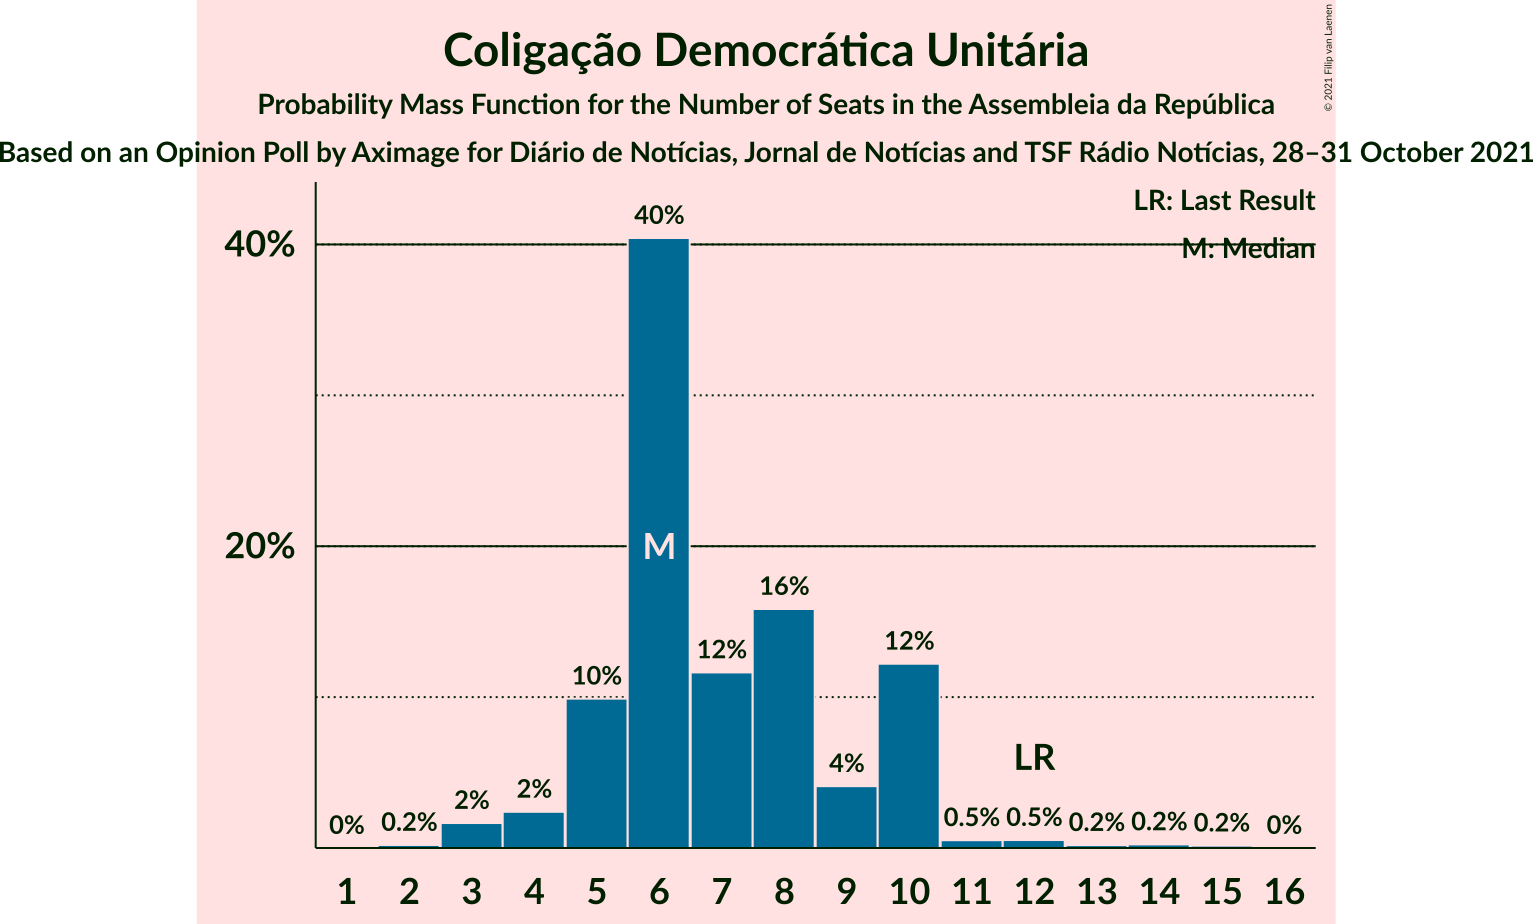 Coligação Democrática Unitária
Probability Mass Function for the Number of Seats in the Assembleia da República
Based on an Opinion Poll by Aximage for Diário de Notícias, Jornal de Notícias and TSF Rádio Notícias, 28–31 October 2021
© 2021 Filip van Laenen
LR: Last Result
M: Median
40%
20%
0%
0.2%
2%
2%
10%
40%
12%
16%
4%
12%
0.5%
0.5%
0.2%
0.2%
0.2%
0%
M
LR
1 2 3 4 5 6 7 8 9 10 11 12 13 14 15 16